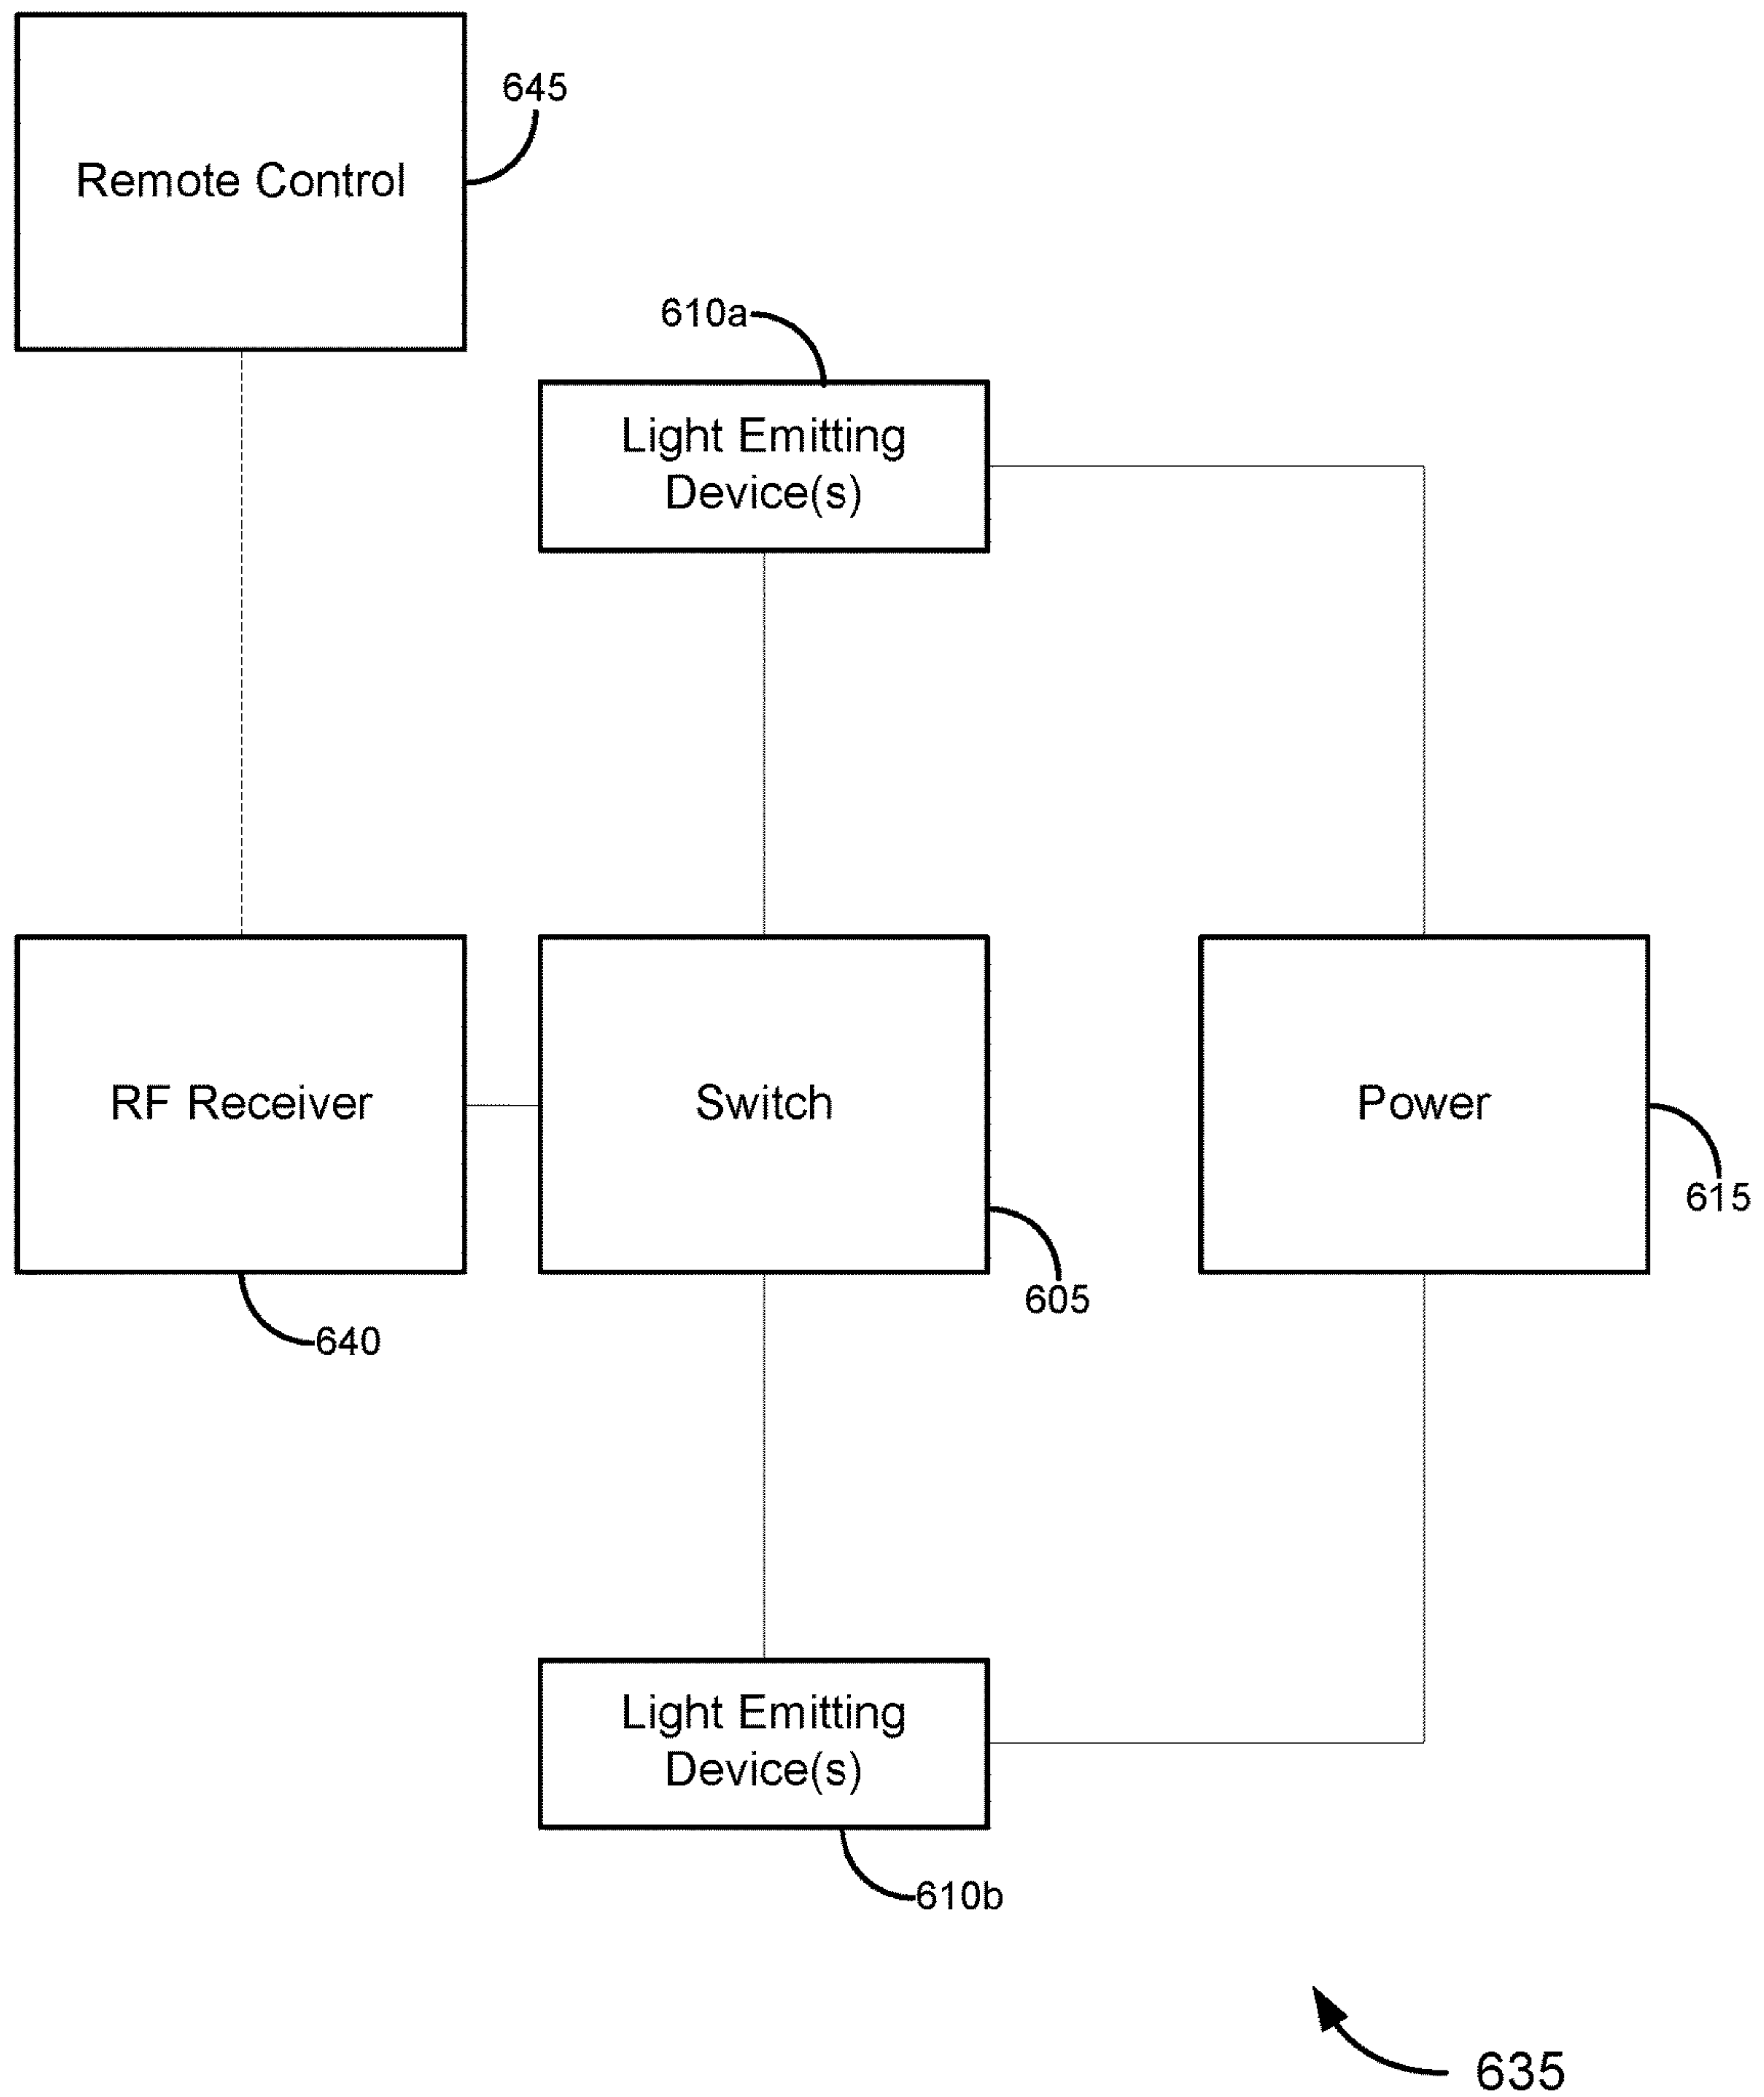 645
Remote Control
610a
Light Emitting
Device(s)
RF Receiver
Switch
Power
615
605
640
Light Emitting
Device(s)
610b
635